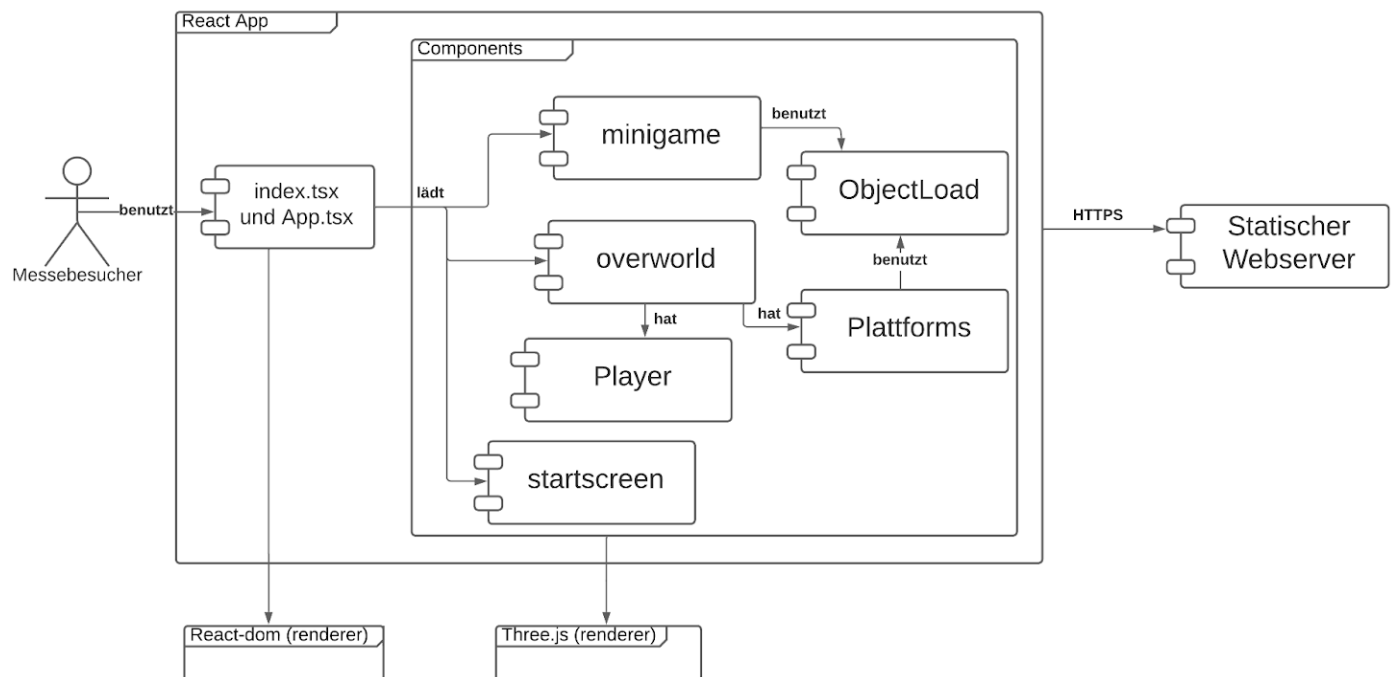 React App
Components
minigame
benutzt
ObjectLoad
index.tsx
und App.tsx
lädt
benutzt
Messebesucher
HTTPS
Statischer
Webserver
overworld
benutzt
hat
hat
Plattforms
Player
startscreen
React-dom (renderer)
Three.js (renderer)